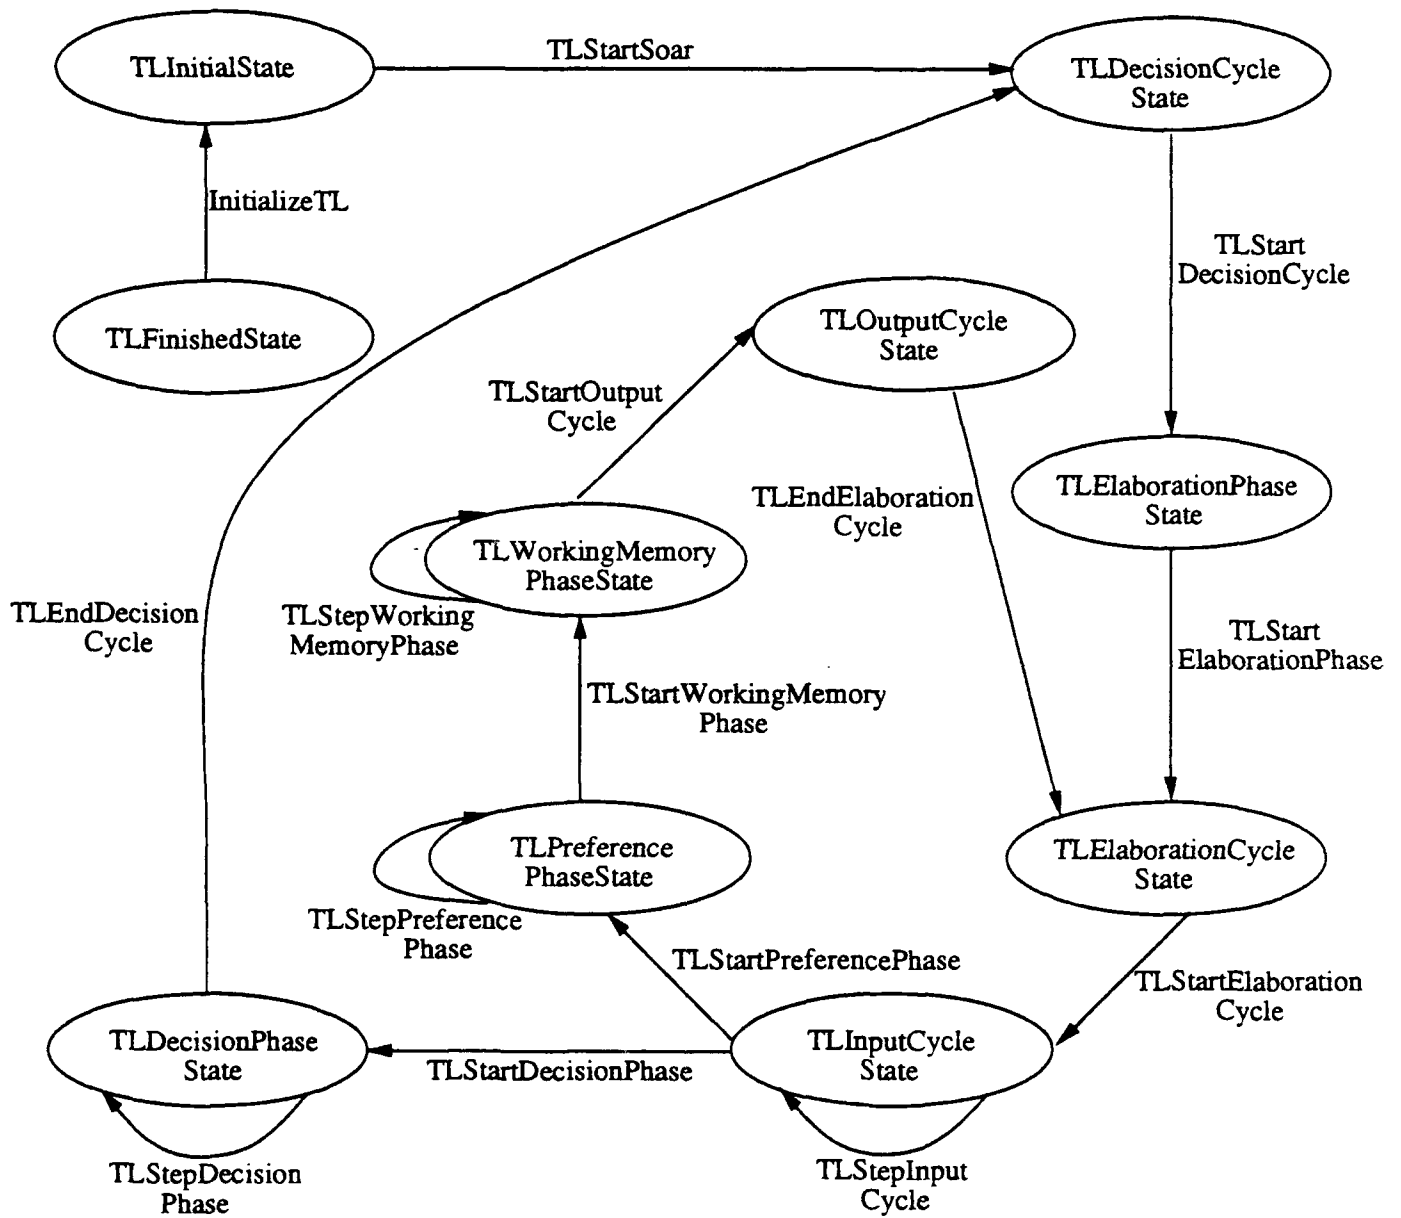 TLInitialState
TLStartSoar
TLDecisionCycle
State
InitializeTL
TLFinishedState
TLStart
DecisionCycle
TLOutputCycle
State
TLStartOutput
Cycle
TLElaborationPhase
State
TLEndElaboration
Cycle
TLWorkingMemory
PhaseState
TLStepWorking
MemoryPhase
TLEndDecision
Cycle
TLStart
ElaborationPhase
TLStartWorkingMemory
Phase
TLPreference
PhaseState
TLStepPreference
Phase
TLElaborationCycle
State
TLStartPreferencePhase
TLStartElaboration
Cycle
TLDecisionPhase
State
TLStartDecisionPhase
TLInputCycle
State
TLStepDecision
Phase
TLStepInput
Cycle